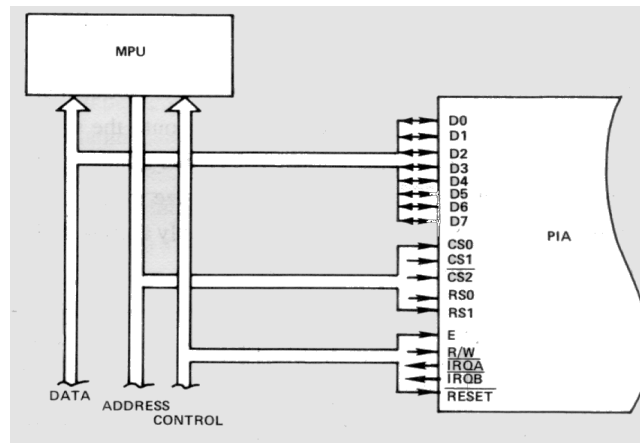 MPU
D0
D1
D2
D3
D4
D5
D6
D7
PIA
CS0
CS1
CS2
RS0
RS1
E
R/W
IRQA
IRQB
RESET
DATA
ADDRESS
CONTROL